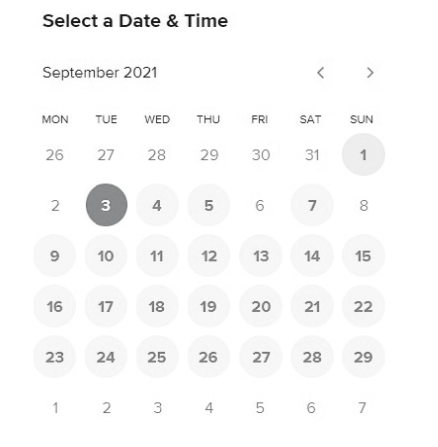 Select a Date & Time
September 2021
MON TUE WED THU FRI SAT SUN
26 27 28 29 30 31 1
2 3 4 5 6 7 8
9 10 11 12 13 14 15
16 17 18 19 20 21 22
23 24 25 26 27 28 29
1 2 3 4 5 6 7